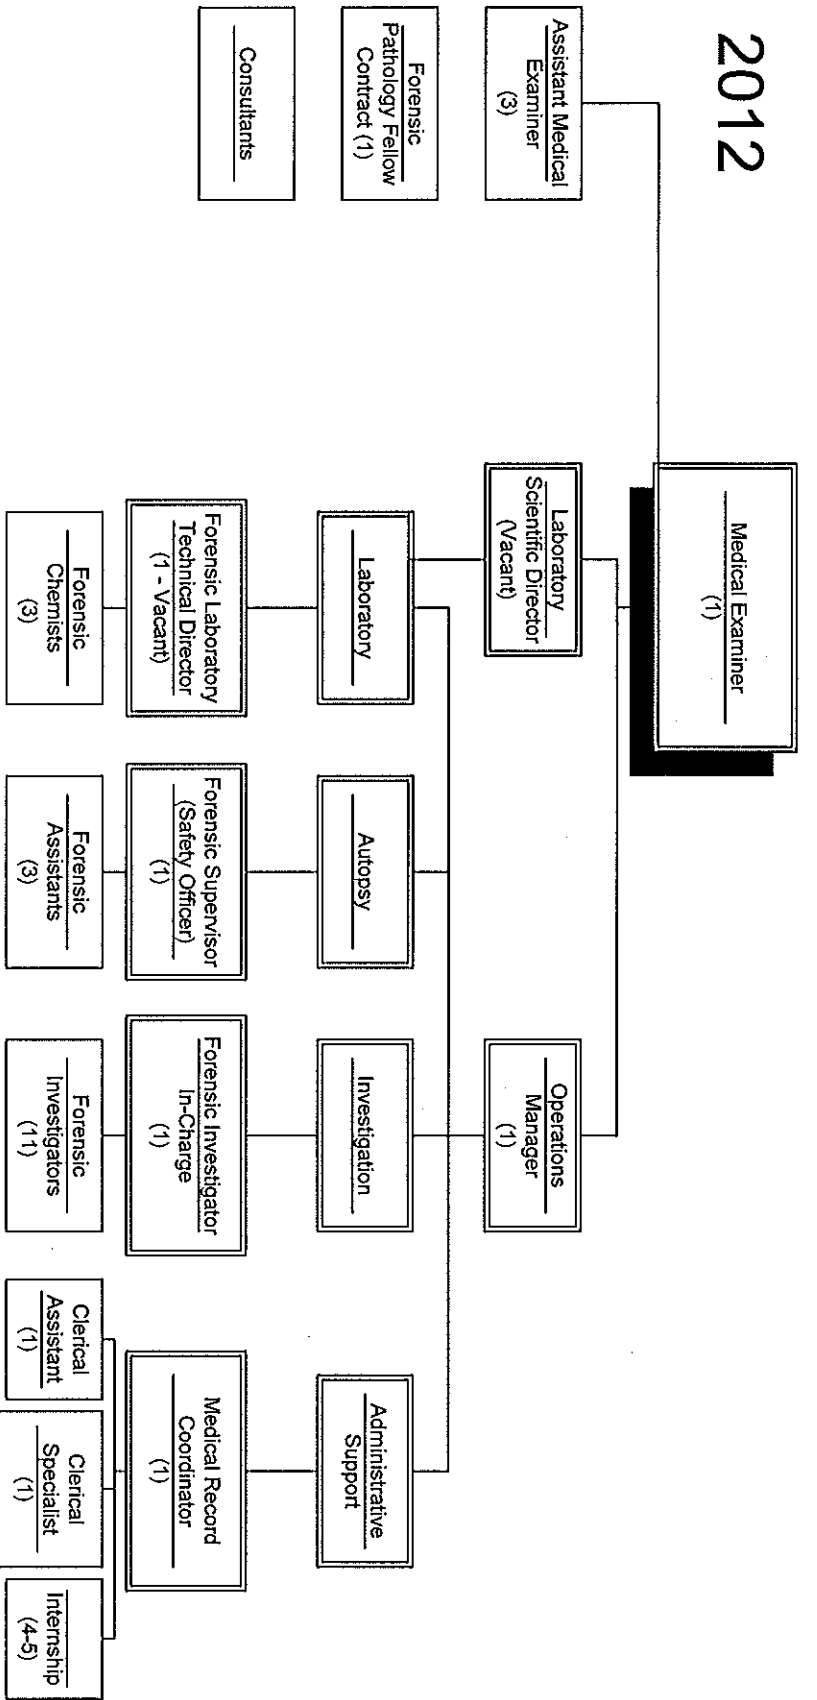 2012
Medical Examiner
(1)
Assistant Medical
Examiner
(3)
Laboratory
Scientific Director
(Vacant)
Operations
Manager
(1)
Forensic
Pathology Fellow
Contract (1)
Laboratory
Autopsy
Investigation
Administrative
Support
Consultants
Forensic Laboratory
Technical Director
(1 - Vacant)
Forensic Supervisor
(Safety Officer)
(1)
Forensic Investigator
In-Charge
(1)
Medical Record
Coordinator
(1)
Forensic
Chemists
(3)
Forensic
Assistants
(3)
Forensic
Investigators
(11)
Clerical
Assistant
(1)
Clerical
Specialist
(1)
Internship
(4-5)